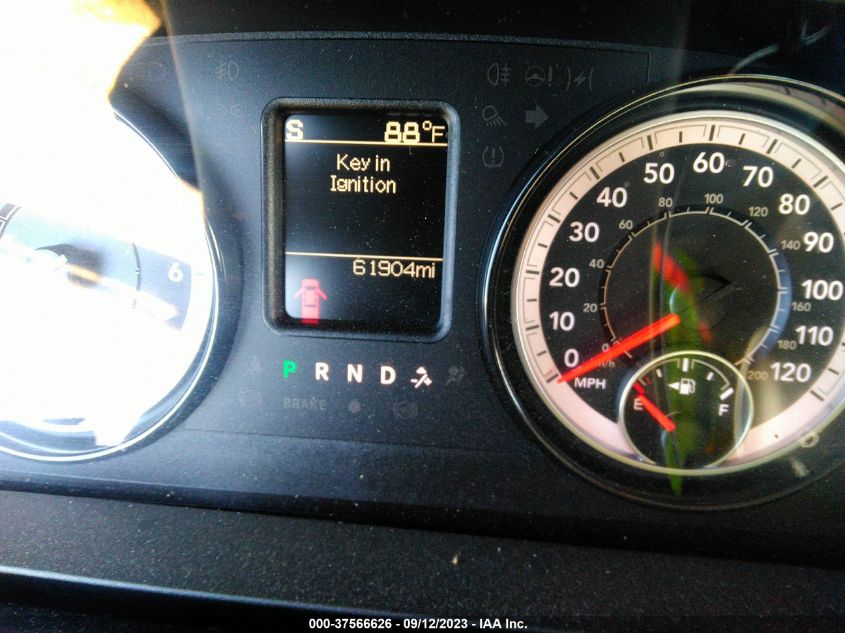 S 88°F
Key in
Ignition
61904mi
P R N D
BRAKE
6
0 10 20 30 40 50 60 70 80 90 100 110 120
MPH
0 20 40 60 80 100 120 140 160 180 200
km/h
E F
000-37566626 - 09/12/2023 - IAA Inc.